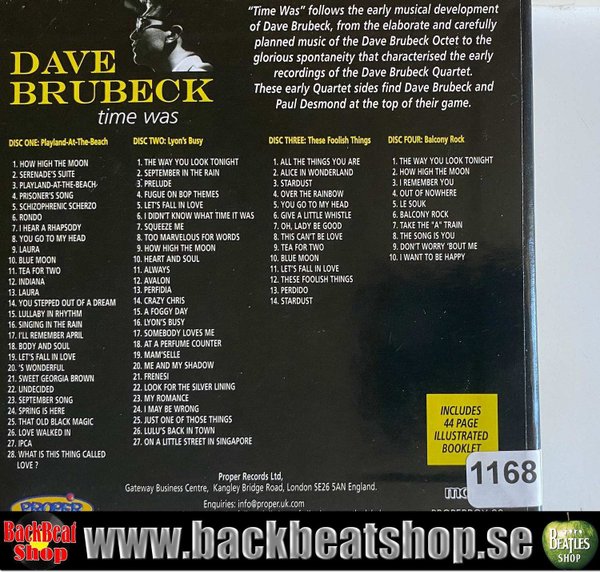 "Time Was" follows the early musical development
of Dave Brubeck, from the elaborate and carefully
planned music of the Dave Brubeck Octet to the
glorious spontaneity that characterised the early
recordings of the Dave Brubeck Quartet.
These early Quartet sides find Dave Brubeck and
Paul Desmond at the top of their game.
DAVE
BRUBECK
time was
DISC ONE: Playland-At-The-Beach
1. HOW HIGH THE MOON
2. SERENADE'S SUITE
3. PLAYLAND-AT-THE-BEACH
4. PRISONER'S SONG
5. SCHIZOPHRENIC SCHERZO
6. RONDO
7. I HEAR A RHAPSODY
8. YOU GO TO MY HEAD
9. LAURA
10. BLUE MOON
11. TEA FOR TWO
12. INDIANA
13. LAURA
14. YOU STEPPED OUT OF A DREAM
15. LULLABY IN RHYTHM
16. SINGING IN THE RAIN
17. I'LL REMEMBER APRIL
18. BODY AND SOUL
19. LET'S FALL IN LOVE
20. 'S WONDERFUL
21. SWEET GEORGIA BROWN
22. UNDECIDED
23. SEPTEMBER SONG
24. SPRING IS HERE
25. THAT OLD BLACK MAGIC
26. LOVE WALKED IN
27. IPCA
28. WHAT IS THIS THING CALLED
LOVE ?
DISC TWO: Lyon's Busy
1. THE WAY YOU LOOK TONIGHT
2. SEPTEMBER IN THE RAIN
3. PRELUDE
4. FUGUE ON BOP THEMES
5. LET'S FALL IN LOVE
6. I DIDN'T KNOW WHAT TIME IT WAS
7. SQUEEZE ME
8. TOO MARVELOUS FOR WORDS
9. HOW HIGH THE MOON
10. HEART AND SOUL
11. ALWAYS
12. AVALON
13. PERFIDIA
14. CRAZY CHRIS
15. A FOGGY DAY
16. LYON'S BUSY
17. SOMEBODY LOVES ME
18. AT A PERFUME COUNTER
19. MAM'SELLE
20. ME AND MY SHADOW
21. FRENESI
22. LOOK FOR THE SILVER LINING
23. MY ROMANCE
24. I MAY BE WRONG
25. JUST ONE OF THOSE THINGS
26. LULU'S BACK IN TOWN
27. ON A LITTLE STREET IN SINGAPORE
DISC THREE: These Foolish Things
1. ALL THE THINGS YOU ARE
2. ALICE IN WONDERLAND
3. STARDUST
4. OVER THE RAINBOW
5. YOU GO TO MY HEAD
6. GIVE A LITTLE WHISTLE
7. OH, LADY BE GOOD
8. THIS CAN'T BE LOVE
9. TEA FOR TWO
10. BLUE MOON
11. LET'S FALL IN LOVE
12. THESE FOOLISH THINGS
13. PERDIDO
14. STARDUST
DISC FOUR: Balcony Rock
1. THE WAY YOU LOOK TONIGHT
2. HOW HIGH THE MOON
3. I REMEMBER YOU
4. OUT OF NOWHERE
5. LE SOUK
6. BALCONY ROCK
7. TAKE THE "A" TRAIN
8. THE SONG IS YOU
9. DON'T WORRY 'BOUT ME
10. I WANT TO BE HAPPY
INCLUDES
44 PAGE
ILLUSTRATED
BOOKLET
1168
Proper Records Ltd,
Gateway Business Centre, Kangley Bridge Road, London SE26 5AN England.
Enquiries: info@proper.uk.com
PROPER
BackBeat
Shop
www.backbeatshop.se
BEATLES
SHOP